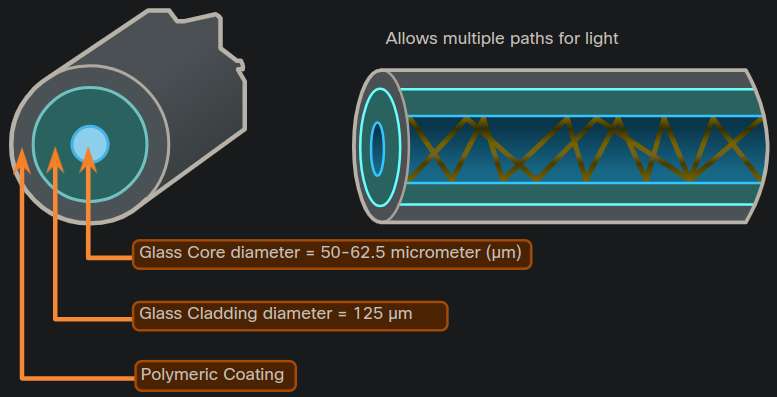 Allows multiple paths for light
Glass Core diameter = 50-62.5 micrometer (μm)
Glass Cladding diameter = 125 μm
Polymeric Coating